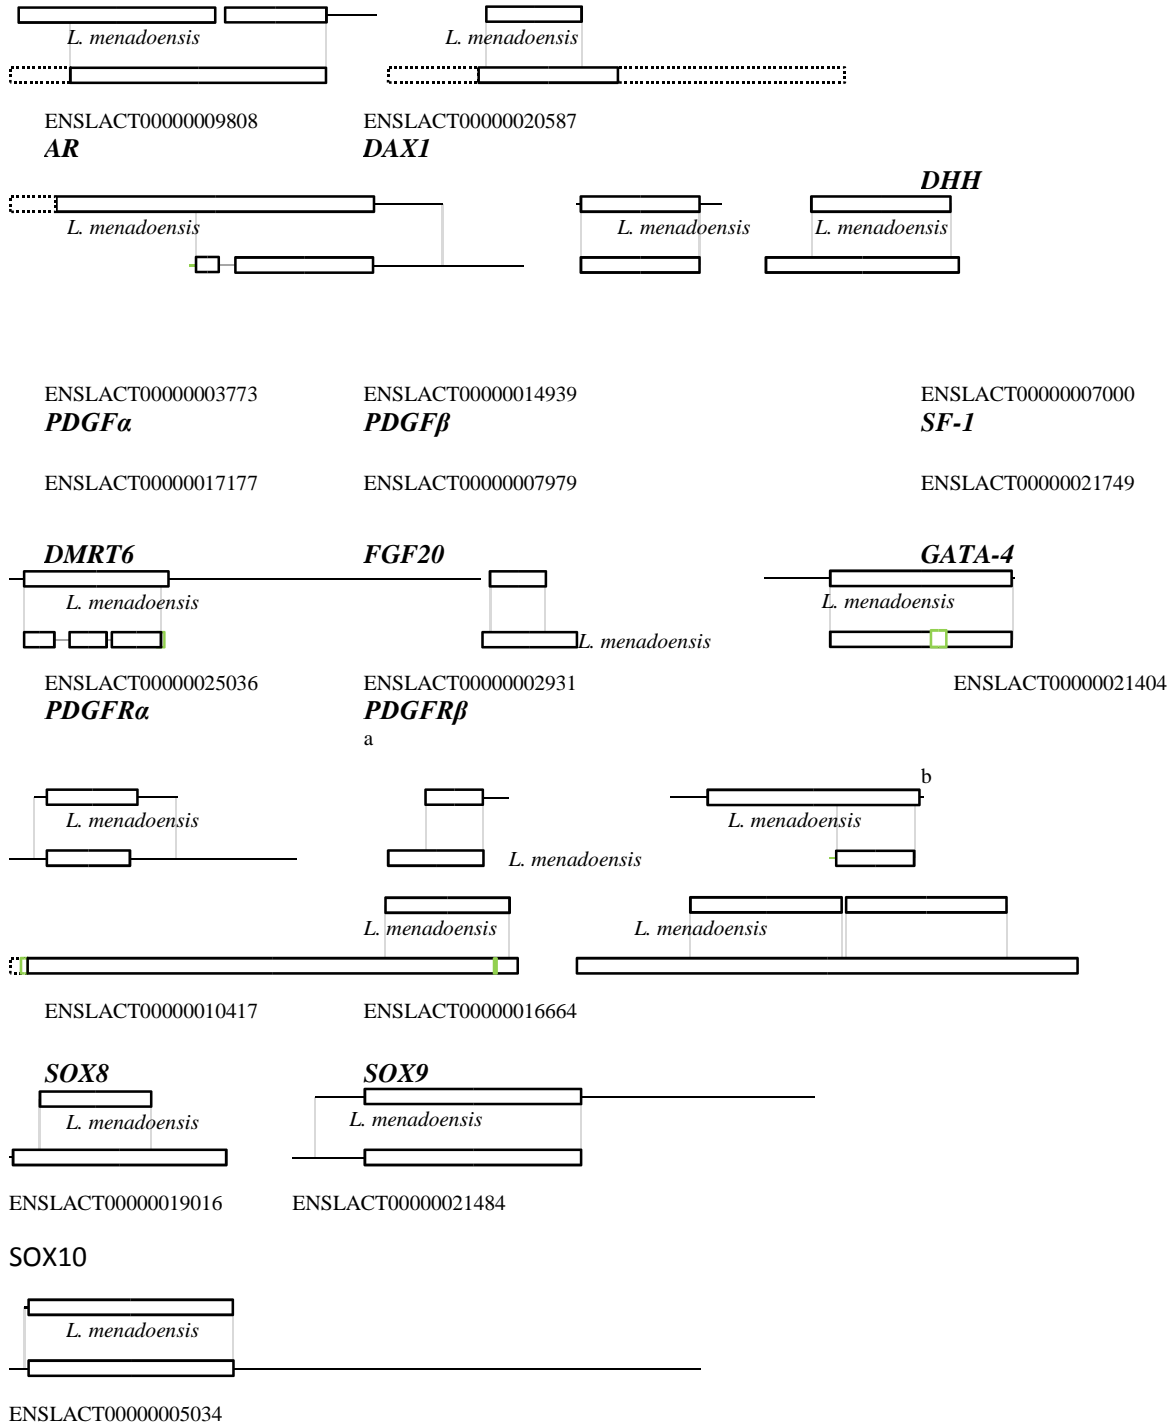 L. menadoensis L. menadoensis
ENSLACT00000009808 ENSLACT00000020587
AR DAX1
DHH
L. menadoensis L. menadoensis L. menadoensis
ENSLACT00000003773 ENSLACT00000014939 ENSLACT00000007000
PDGFα PDGFβ SF-1
ENSLACT00000017177 ENSLACT00000007979 ENSLACT00000021749
DMRT6 FGF20 GATA-4
L. menadoensis L. menadoensis
L. menadoensis
ENSLACT00000025036 ENSLACT00000002931 ENSLACT00000021404
PDGFRα PDGFRβ
a
b
L. menadoensis L. menadoensis
L. menadoensis
L. menadoensis L. menadoensis
ENSLACT00000010417 ENSLACT00000016664
SOX8 SOX9
L. menadoensis L. menadoensis
ENSLACT00000019016 ENSLACT00000021484
SOX10
L. menadoensis
ENSLACT00000005034